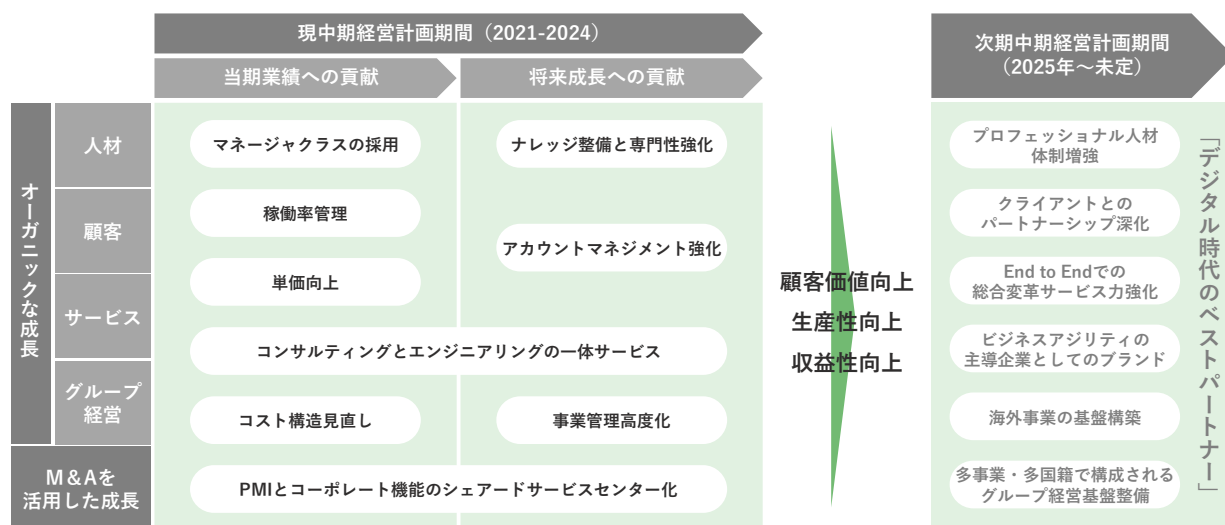 現中期経営計画期間（2021-2024）
当期業績への貢献
将来成長への貢献
次期中期経営計画期間
（2025年～未定）
オーガニックな成長
人材
顧客
サービス
グループ
経営
M＆Aを
活用した成長
マネージャクラスの採用
ナレッジ整備と専門性強化
稼働率管理
アカウントマネジメント強化
単価向上
コンサルティングとエンジニアリングの一体サービス
コスト構造見直し
事業管理高度化
PMIとコーポレート機能のシェアードサービスセンター化
顧客価値向上
生産性向上
収益性向上
プロフェッショナル人材
体制増強
クライアントとの
パートナーシップ深化
End to Endでの
総合変革サービス力強化
ビジネスアジリティの
主導企業としてのブランド
海外事業の基盤構築
多事業・多国籍で構成される
グループ経営基盤整備
「デジタル時代のベストパートナー」